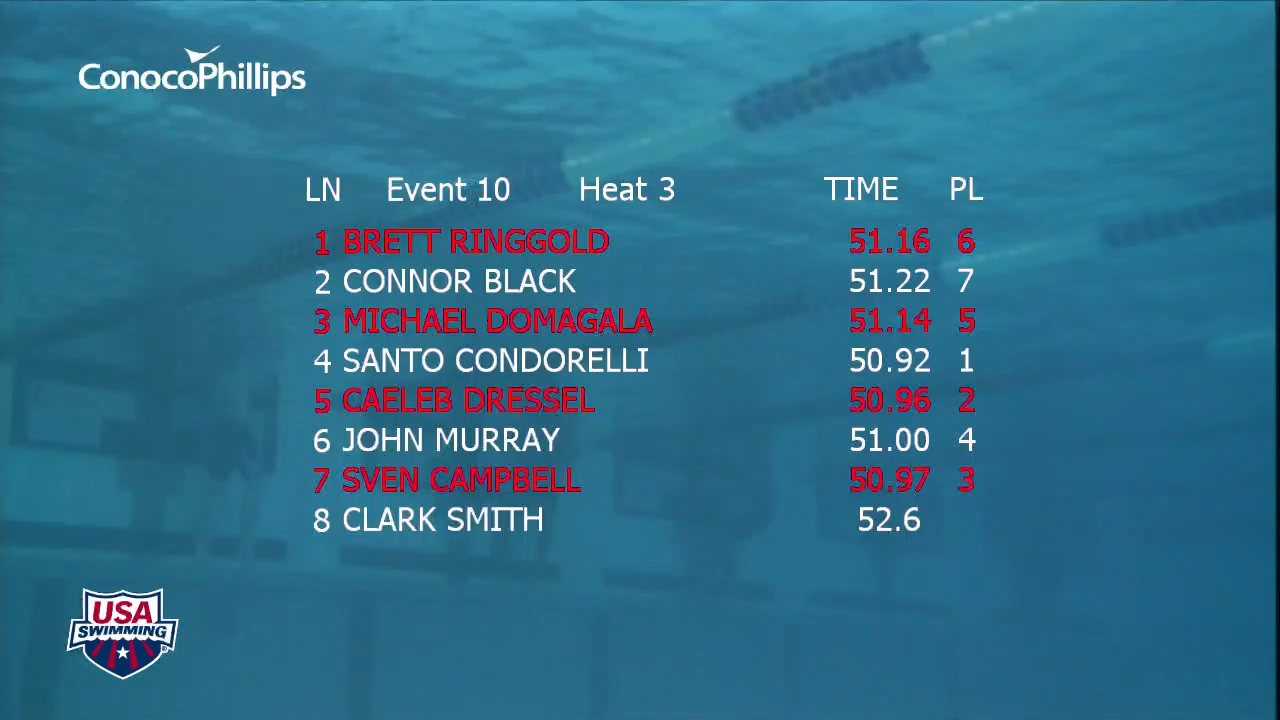 ConocoPhillips
LN Event 10 Heat 3 TIME PL
1 BRETT RINGGOLD 51.16 6
2 CONNOR BLACK 51.22 7
3 MICHAEL DOMAGALA 51.14 5
4 SANTO CONDORELLI 50.92 1
5 CAELEB DRESSEL 50.96 2
6 JOHN MURRAY 51.00 4
7 SVEN CAMPBELL 50.97 3
8 CLARK SMITH 52.6
USA
SWIMMING